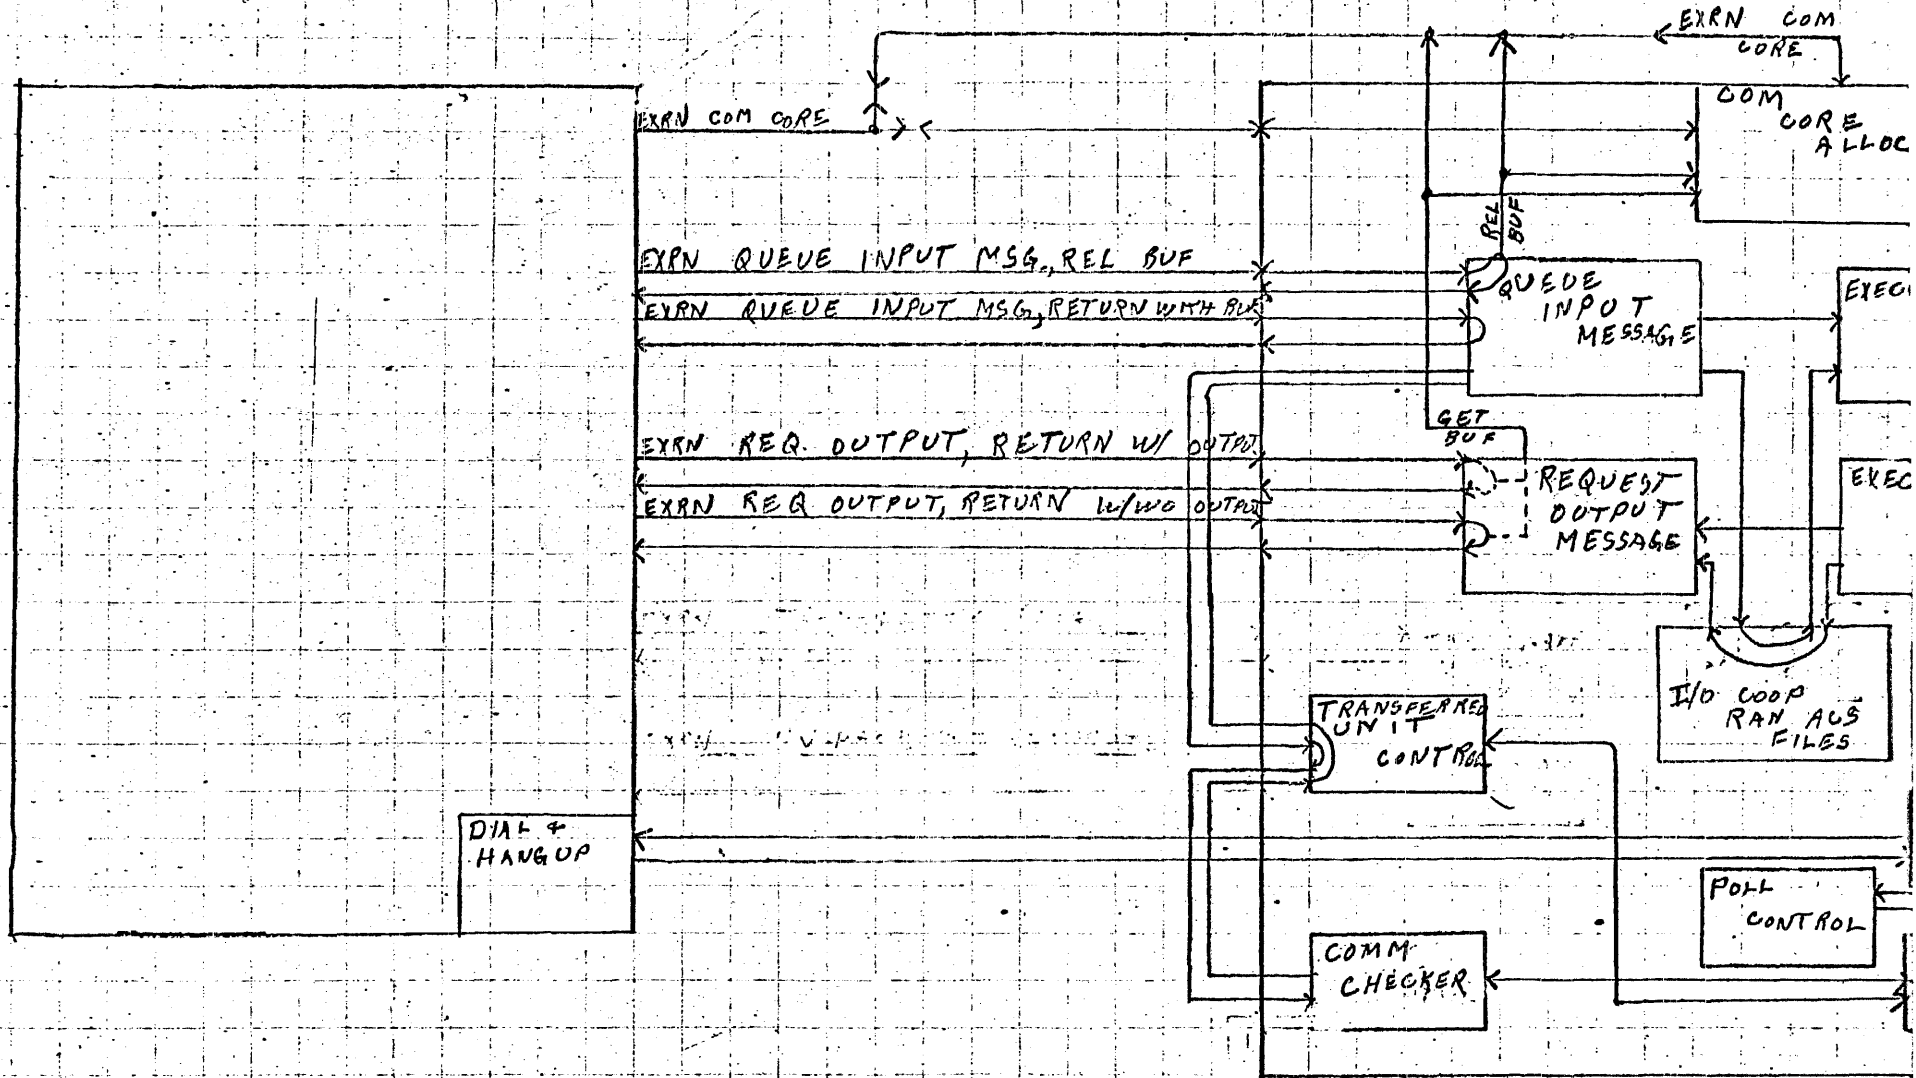 EXRN COM
CORE
COM
CORE
ALLOC
EXRN COM CORE
REL
BUF
EXRN QUEUE INPUT MSG., REL BUF
QUEUE
INPUT
MESSAGE
EXRN QUEUE INPUT MSG, RETURN WITH BUF
EXEC
GET
BUF
EXRN REQ. OUTPUT, RETURN W/ OUTPUT
REQUEST
OUTPUT
MESSAGE
EXEC
EXRN REQ OUTPUT, RETURN W/WO OUTPUT
I/O COOP
RAN ACS
FILES
TRANSFERRED
UNIT
CONTROL
DIAL &
HANGUP
POLL
CONTROL
COMM
CHECKER